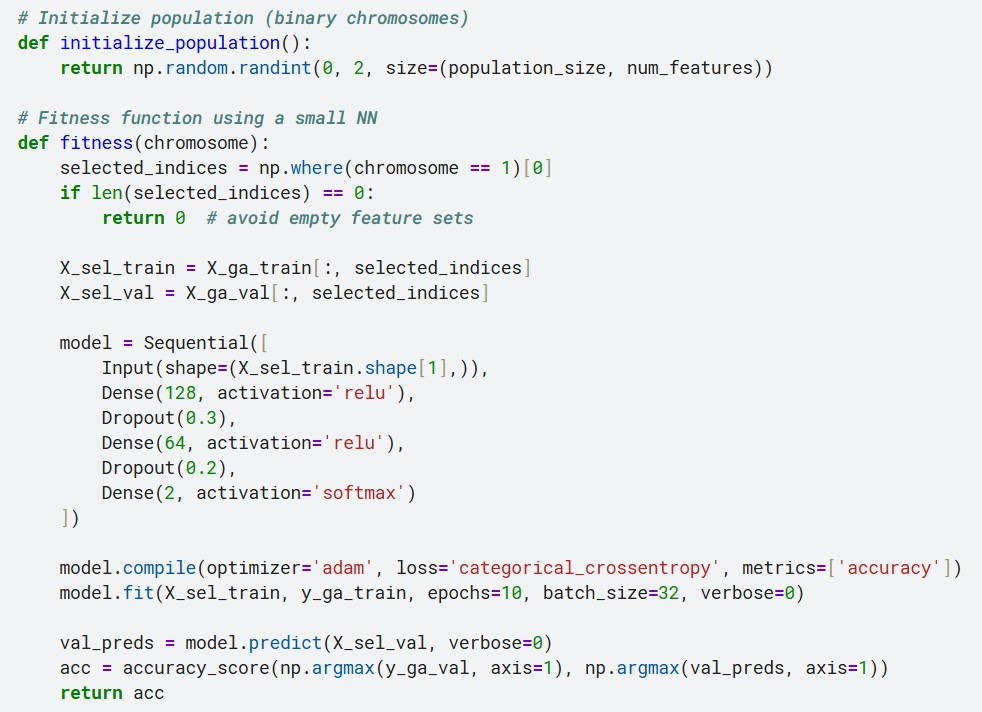 # Initialize population (binary chromosomes)
def initialize_population():
    return np.random.randint(0, 2, size=(population_size, num_features))

# Fitness function using a small NN
def fitness(chromosome):
    selected_indices = np.where(chromosome == 1)[0]
    if len(selected_indices) == 0:
        return 0  # avoid empty feature sets

    X_sel_train = X_ga_train[:, selected_indices]
    X_sel_val = X_ga_val[:, selected_indices]

    model = Sequential([
        Input(shape=(X_sel_train.shape[1],)),
        Dense(128, activation='relu'),
        Dropout(0.3),
        Dense(64, activation='relu'),
        Dropout(0.2),
        Dense(2, activation='softmax')
    ])

    model.compile(optimizer='adam', loss='categorical_crossentropy', metrics=['accuracy'])
    model.fit(X_sel_train, y_ga_train, epochs=10, batch_size=32, verbose=0)

    val_preds = model.predict(X_sel_val, verbose=0)
    acc = accuracy_score(np.argmax(y_ga_val, axis=1), np.argmax(val_preds, axis=1))
    return acc